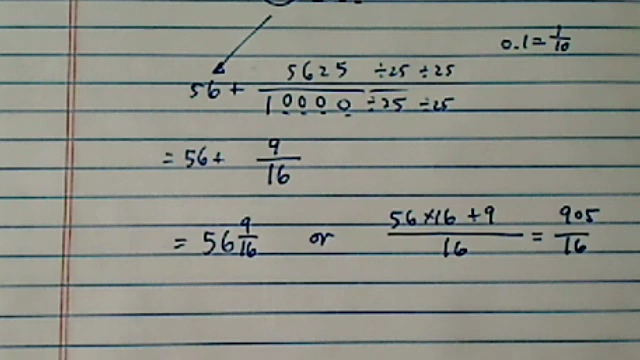 0.1 = 1/10
56 + 5625/10000 ÷25/÷25 ÷25/÷25
= 56 + 9/16
= 56 9/16 or (56×16+9)/16 = 905/16